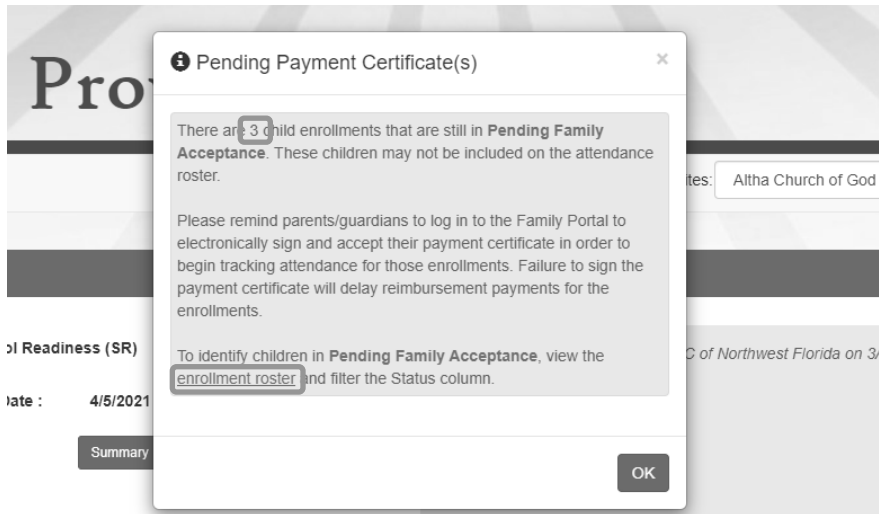 Pro
Pending Payment Certificate(s) ×
There are 3 child enrollments that are still in Pending Family
Acceptance. These children may not be included on the attendance
roster.
ites: Altha Church of God
Please remind parents/guardians to log in to the Family Portal to
electronically sign and accept their payment certificate in order to
begin tracking attendance for those enrollments. Failure to sign the
payment certificate will delay reimbursement payments for the
enrollments.
ol Readiness (SR)
To identify children in Pending Family Acceptance, view the
enrollment roster and filter the Status column.
C of Northwest Florida on 3/
ate : 4/5/2021
Summary
OK